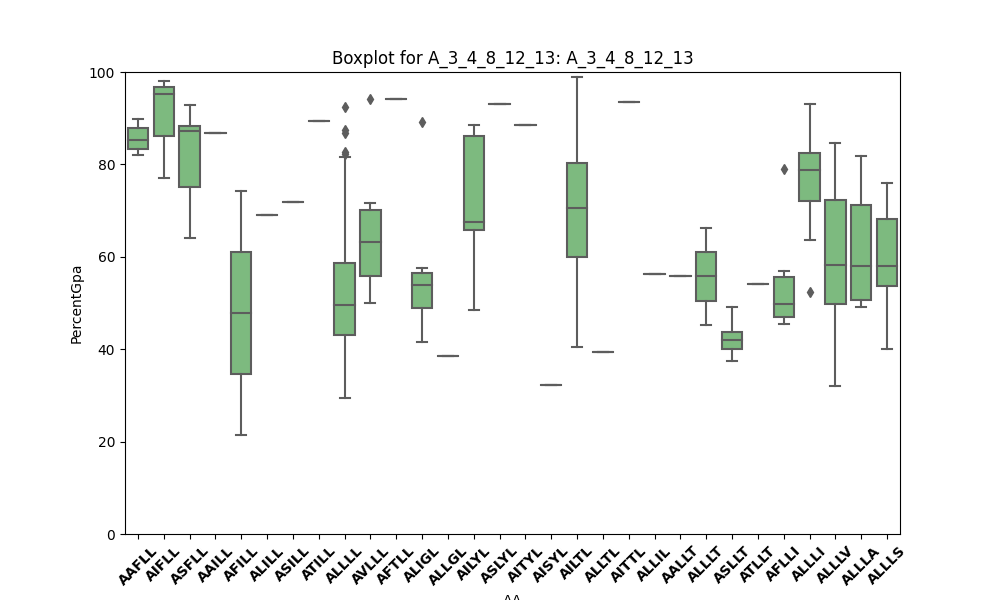 Boxplot for A_3_4_8_12_13: A_3_4_8_12_13
PercentGpa
100
80
60
40
20
0
AAFLL
AIFLL
ASFLL
AAILL
AFILL
ALILL
ASILL
ATILL
ALLLL
AVLLL
AFTLL
ALIGL
ALLGL
AILYL
ASLYL
AITYL
AISYL
AILTL
ALLTL
AITTL
ALLIL
AALLT
ALLLT
ASLLT
ATLLT
AFLLI
ALLLI
ALLLV
ALLLA
ALLLS
AA